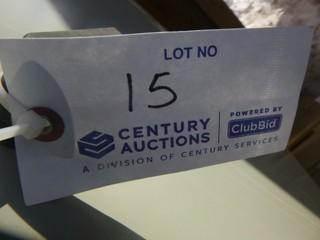 LOT NO
15
CENTURY AUCTIONS
POWERED BY
ClubBid
A DIVISION OF CENTURY SERVICES